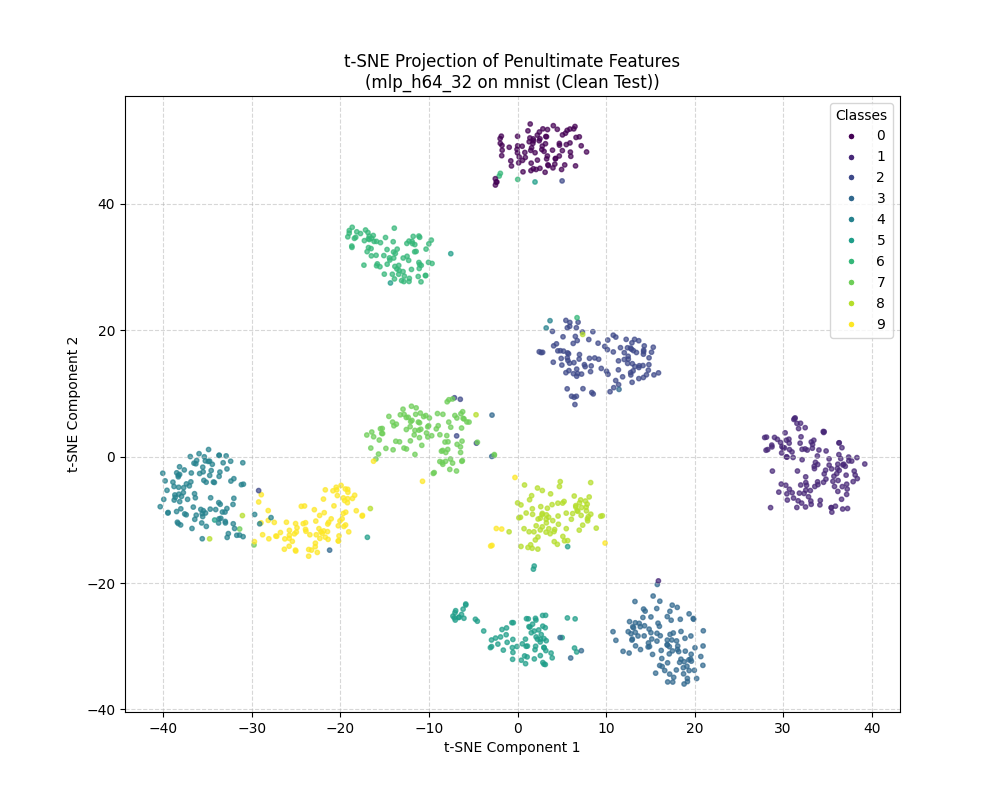 t-SNE Projection of Penultimate Features
(mlp_h64_32 on mnist (Clean Test))
Classes
0
1
2
3
4
5
6
7
8
9
t-SNE Component 2
40
20
0
−20
−40
−40 −30 −20 −10 0 10 20 30 40
t-SNE Component 1